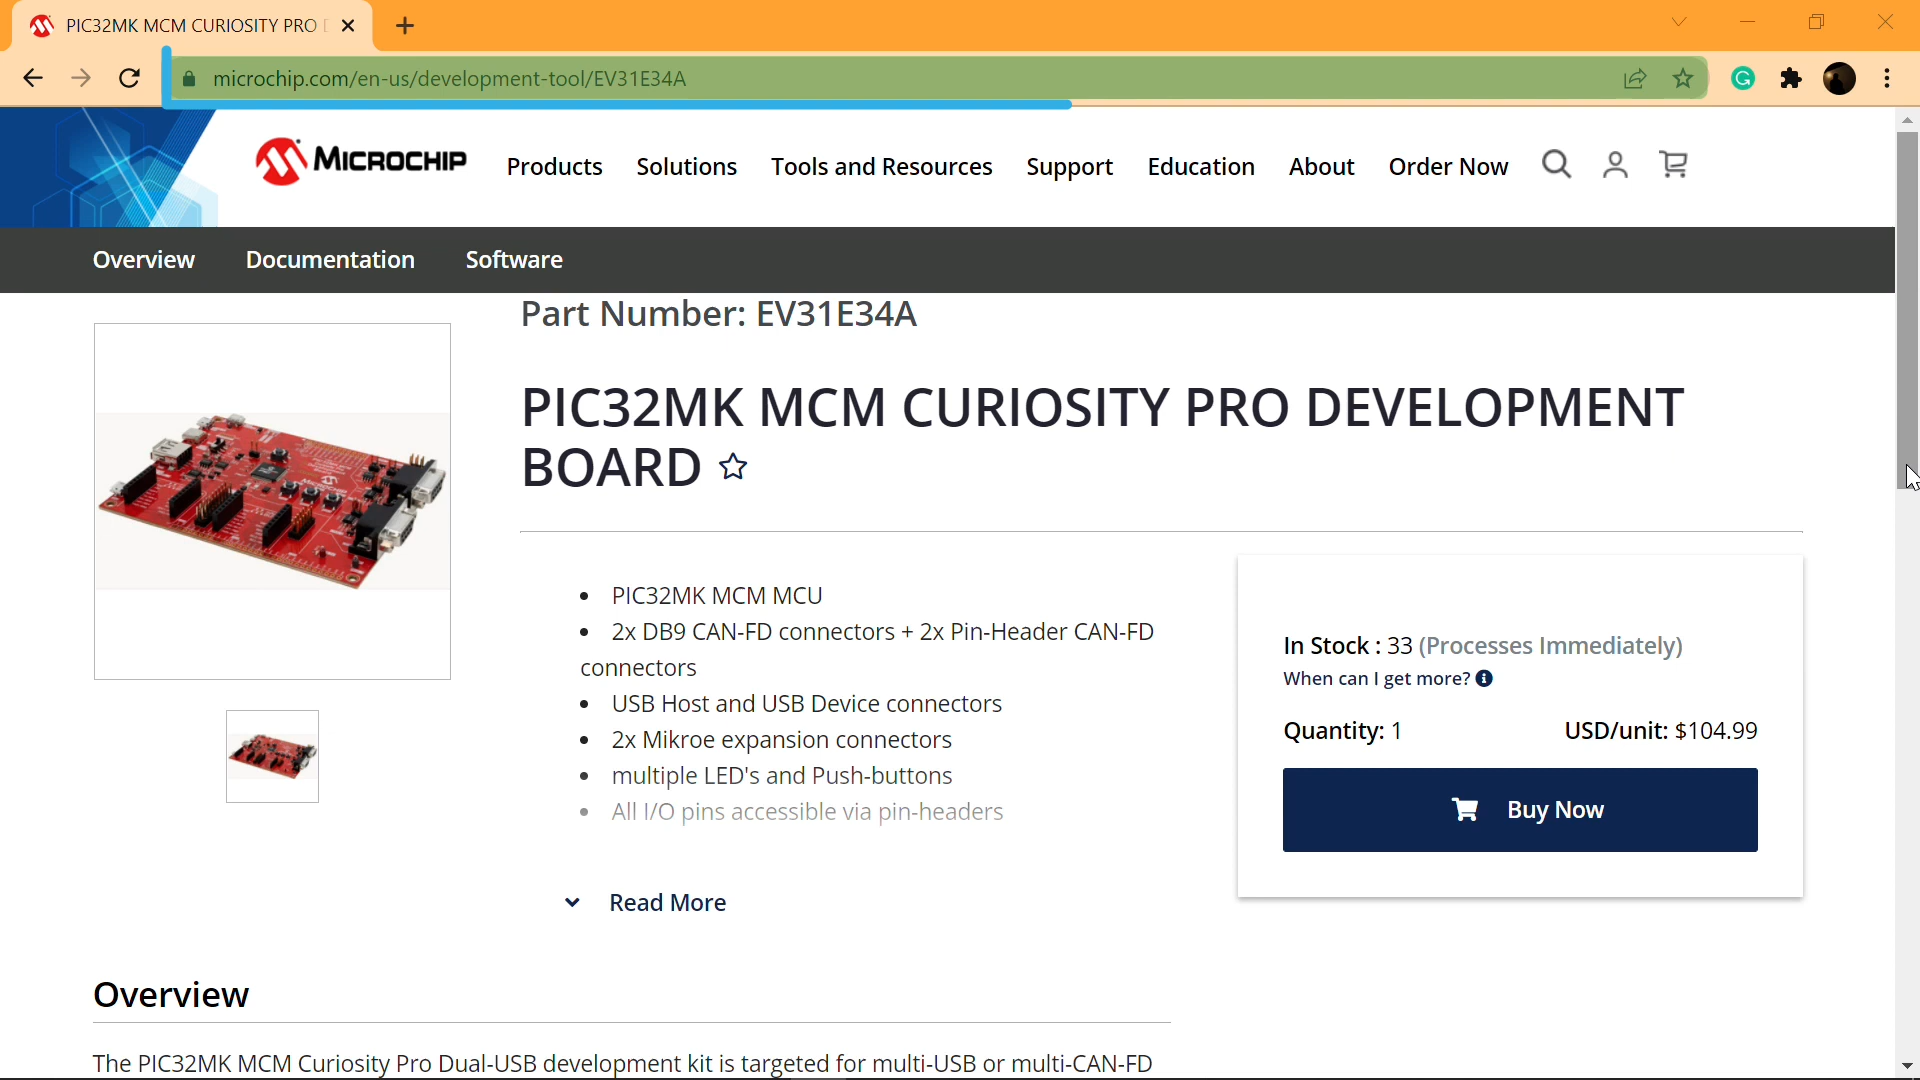 PIC32MK MCM CURIOSITY PRO
microchip.com/en-us/development-tool/EV31E34A
MICROCHIP
Products Solutions Tools and Resources Support Education About Order Now
Overview Documentation Software
Part Number: EV31E34A
PIC32MK MCM CURIOSITY PRO DEVELOPMENT
BOARD
• PIC32MK MCM MCU
• 2x DB9 CAN-FD connectors + 2x Pin-Header CAN-FD
connectors
• USB Host and USB Device connectors
• 2x Mikroe expansion connectors
• multiple LED's and Push-buttons
• All I/O pins accessible via pin-headers
Read More
In Stock : 33 (Processes Immediately)
When can I get more?
Quantity: 1 USD/unit: $104.99
Buy Now
Overview
The PIC32MK MCM Curiosity Pro Dual-USB development kit is targeted for multi-USB or multi-CAN-FD